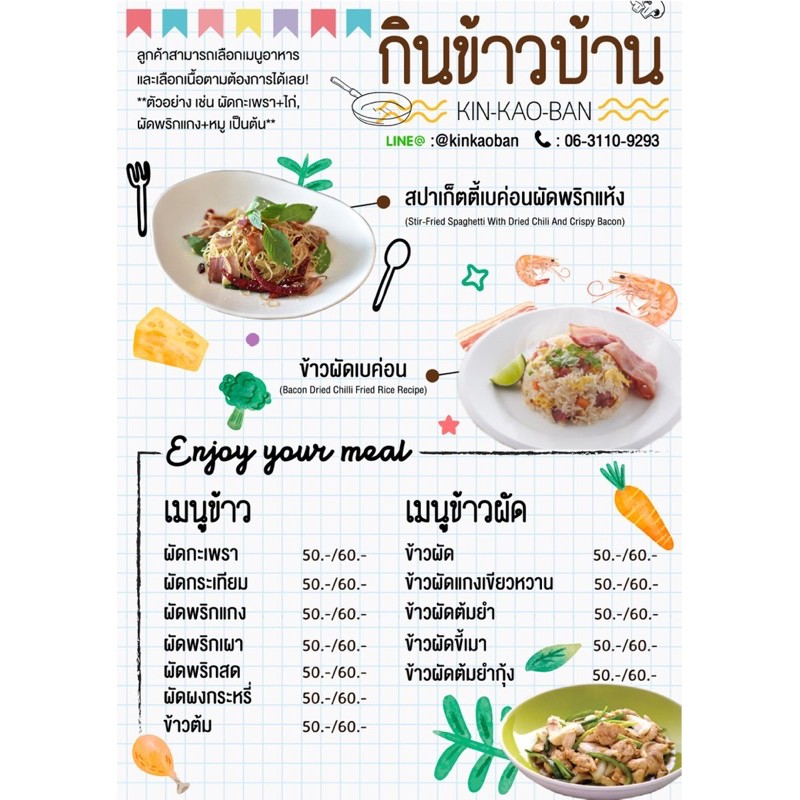 ลูกค้าสามารถเลือกเมนูอาหาร
และเลือกเนื้อตามต้องการได้เลย!
**ตัวอย่าง เช่น ผัดกะเพรา+ไก่,
ผัดพริกแกง+หมู เป็นต้น**
กินข้าวบ้าน
KIN-KAO-BAN
LINE@ :@kinkaoban : 06-3110-9293
สปาเก็ตตี้เบค่อนผัดพริกแห้ง
(Stir-Fried Spaghetti With Dried Chili And Crispy Bacon)
ข้าวผัดเบค่อน
(Bacon Dried Chilli Fried Rice Recipe)
Enjoy your meal
เมนูข้าว
ผัดกะเพรา 50.-/60.-
ผัดกระเทียม 50.-/60.-
ผัดพริกแกง 50.-/60.-
ผัดพริกเผา 50.-/60.-
ผัดพริกสด 50.-/60.-
ผัดผงกระหรี่ 50.-/60.-
ข้าวต้ม 50.-/60.-
เมนูข้าวผัด
ข้าวผัด 50.-/60.-
ข้าวผัดแกงเขียวหวาน 50.-/60.-
ข้าวผัดต้มยำ 50.-/60.-
ข้าวผัดขี้เมา 50.-/60.-
ข้าวผัดต้มยำกุ้ง 50.-/60.-